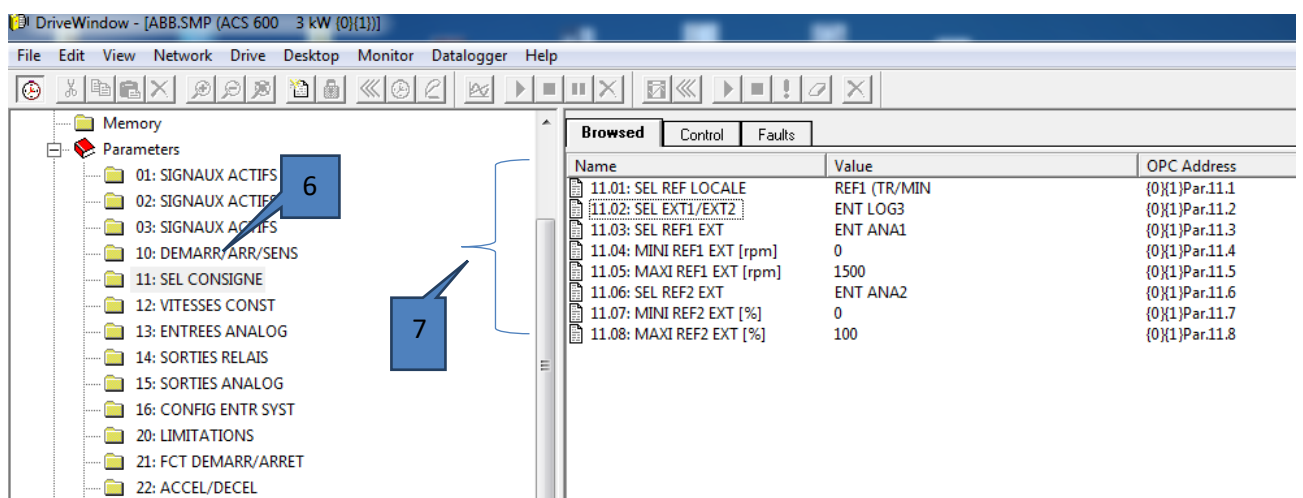 DriveWindow - [ABB.SMP (ACS 600 3 kW {0}{1})]
File Edit View Network Drive Desktop Monitor Datalogger Help
Memory
Parameters
01: SIGNAUX ACTIFS
02: SIGNAUX ACTIFS
03: SIGNAUX ACTIFS
10: DEMARR/ARR/SENS
11: SEL CONSIGNE
12: VITESSES CONST
13: ENTREES ANALOG
14: SORTIES RELAIS
15: SORTIES ANALOG
16: CONFIG ENTR SYST
20: LIMITATIONS
21: FCT DEMARR/ARRET
22: ACCEL/DECEL
6
7
Browsed Control Faults
Name Value OPC Address
11.01: SEL REF LOCALE REF1 (TR/MIN {0}{1}Par.11.1
11.02: SEL EXT1/EXT2 ENT LOG3 {0}{1}Par.11.2
11.03: SEL REF1 EXT ENT ANA1 {0}{1}Par.11.3
11.04: MINI REF1 EXT [rpm] 0 {0}{1}Par.11.4
11.05: MAXI REF1 EXT [rpm] 1500 {0}{1}Par.11.5
11.06: SEL REF2 EXT ENT ANA2 {0}{1}Par.11.6
11.07: MINI REF2 EXT [%] 0 {0}{1}Par.11.7
11.08: MAXI REF2 EXT [%] 100 {0}{1}Par.11.8